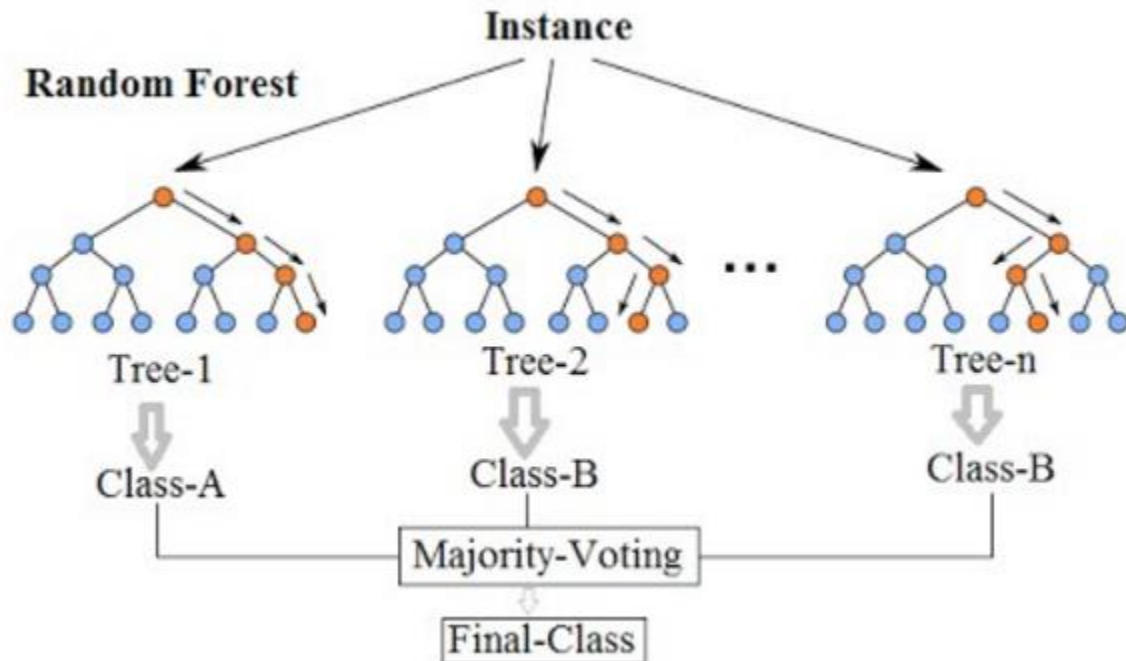 Instance
Random Forest
...
Tree-1
Tree-2
Tree-n
Class-A
Class-B
Class-B
Majority-Voting
Final-Class